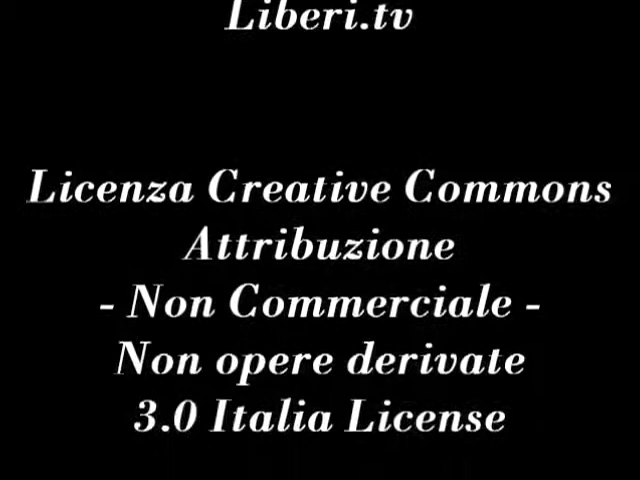 Liberi.tv
Licenza Creative Commons
Attribuzione
- Non Commerciale -
Non opere derivate
3.0 Italia License